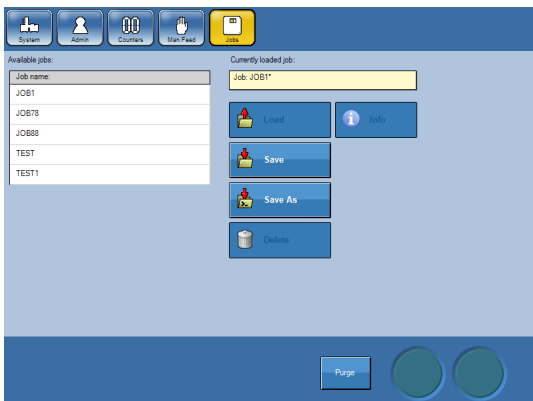 System
Admin
Counters
Man.Feed
Jobs
Available jobs:
Currently loaded job:
Job name:
Job: JOB1*
JOB1
JOB78
JOB88
TEST
TEST1
Load
Info
Save
Save As
Delete
Purge